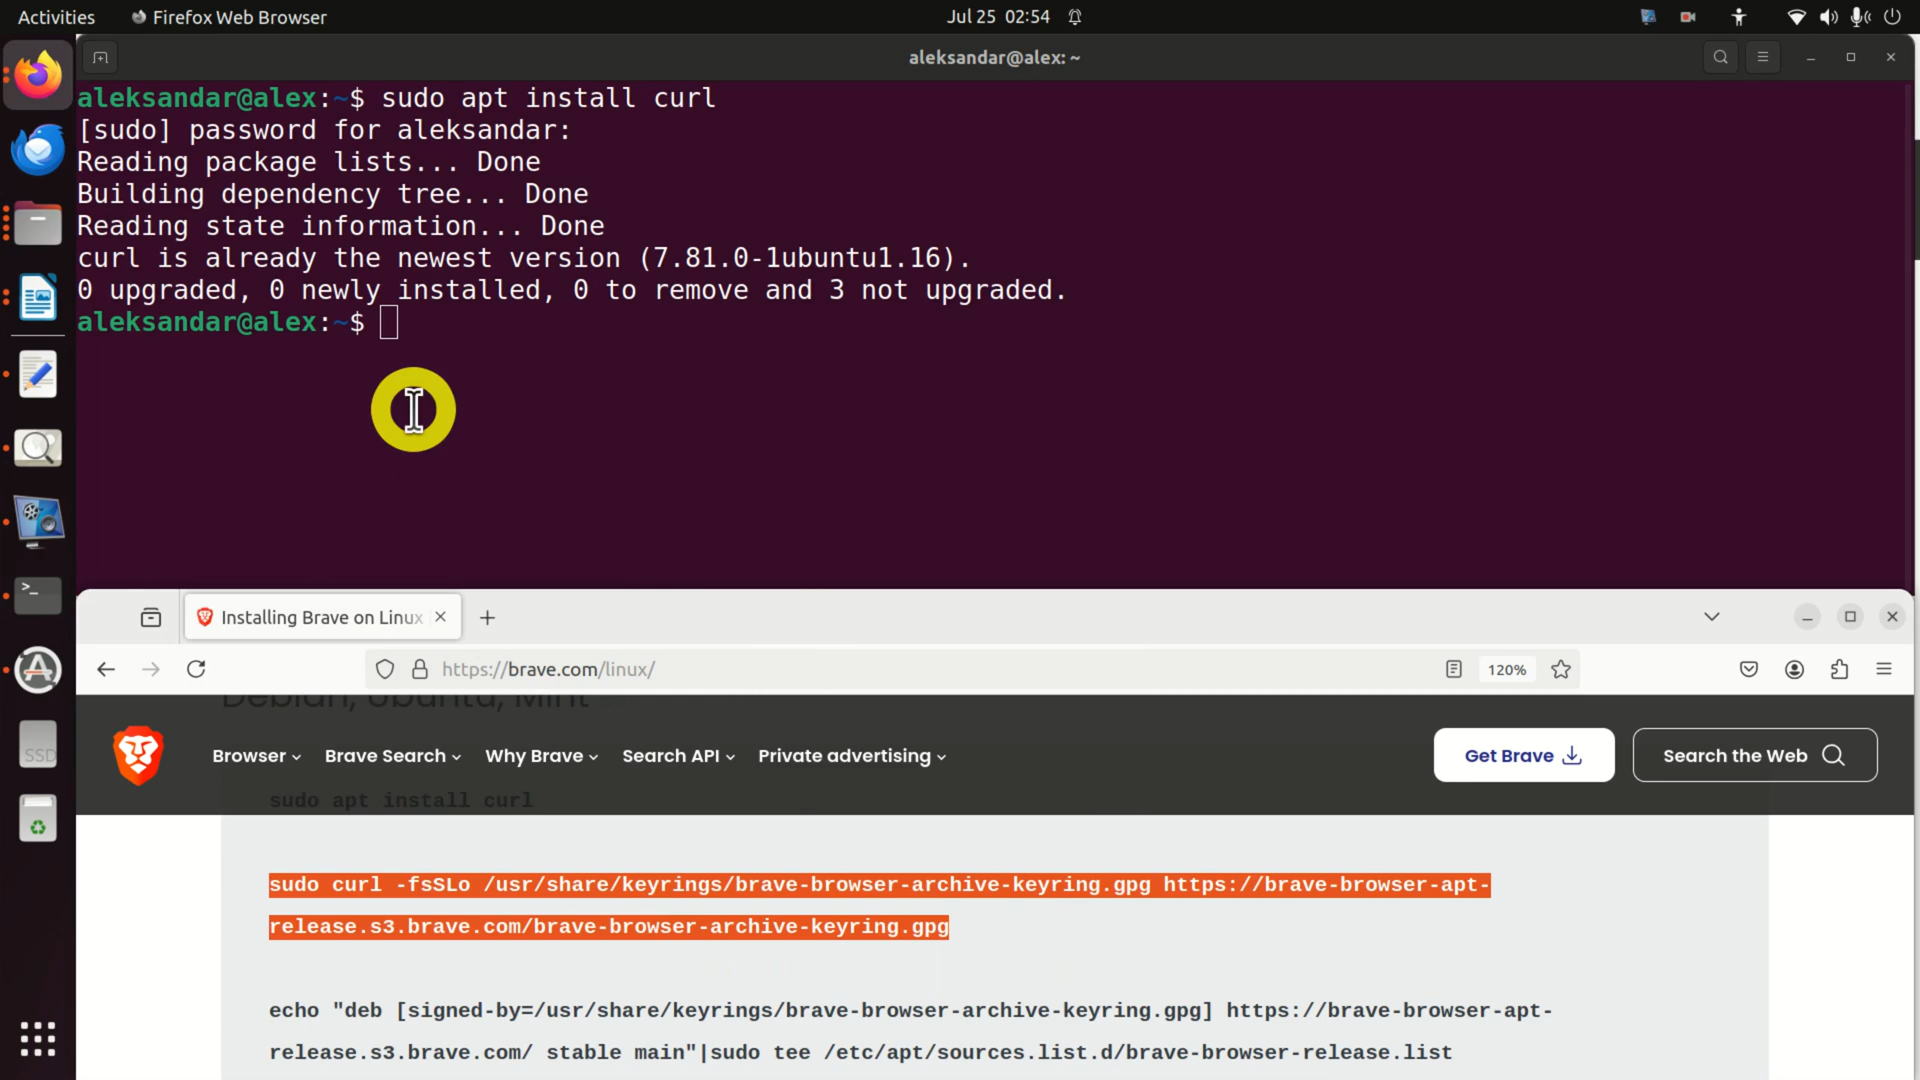 Activities Firefox Web Browser Jul 25 02:54
aleksandar@alex: ~
aleksandar@alex:~$ sudo apt install curl
[sudo] password for aleksandar:
Reading package lists... Done
Building dependency tree... Done
Reading state information... Done
curl is already the newest version (7.81.0-1ubuntu1.16).
0 upgraded, 0 newly installed, 0 to remove and 3 not upgraded.
aleksandar@alex:~$
>_
SSD
Installing Brave on Linux
https://brave.com/linux/ 120%
Debian, Ubuntu, Mint
Browser Brave Search Why Brave Search API Private advertising Get Brave Search the Web
sudo apt install curl
sudo curl -fsSLo /usr/share/keyrings/brave-browser-archive-keyring.gpg https://brave-browser-apt-
release.s3.brave.com/brave-browser-archive-keyring.gpg
echo "deb [signed-by=/usr/share/keyrings/brave-browser-archive-keyring.gpg] https://brave-browser-apt-
release.s3.brave.com/ stable main"|sudo tee /etc/apt/sources.list.d/brave-browser-release.list